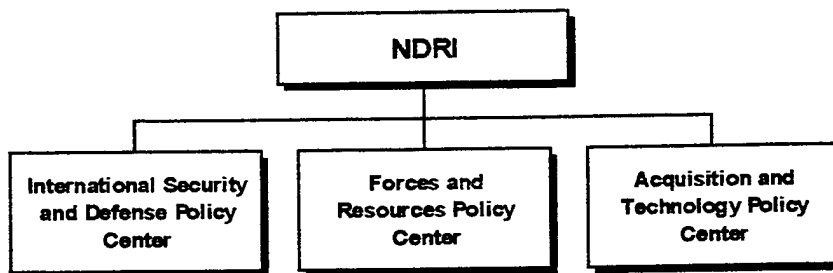 NDRI
International Security
and Defense Policy
Center
Forces and
Resources Policy
Center
Acquisition and
Technology Policy
Center